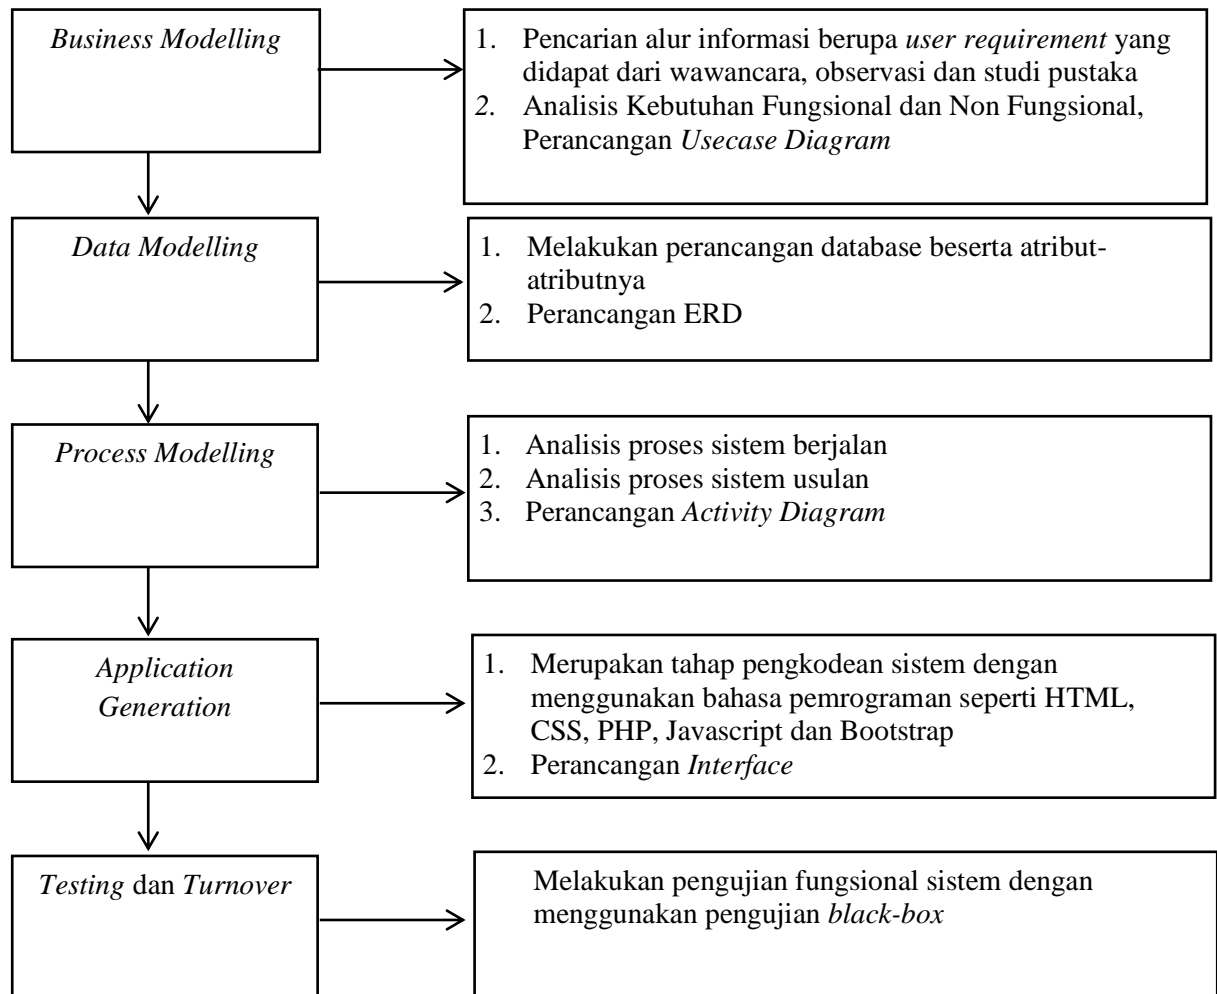 Business Modelling
1. Pencarian alur informasi berupa user requirement yang
didapat dari wawancara, observasi dan studi pustaka
2. Analisis Kebutuhan Fungsional dan Non Fungsional,
Perancangan Usecase Diagram
Data Modelling
1. Melakukan perancangan database beserta atribut-
atributnya
2. Perancangan ERD
Process Modelling
1. Analisis proses sistem berjalan
2. Analisis proses sistem usulan
3. Perancangan Activity Diagram
Application
Generation
1. Merupakan tahap pengkodean sistem dengan
menggunakan bahasa pemrograman seperti HTML,
CSS, PHP, Javascript dan Bootstrap
2. Perancangan Interface
Testing dan Turnover
Melakukan pengujian fungsional sistem dengan
menggunakan pengujian black-box